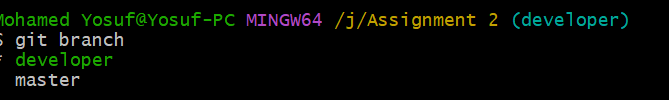 Mohamed Yosuf@Yosuf-PC MINGW64 /j/Assignment 2 (developer)
$ git branch
* developer
master